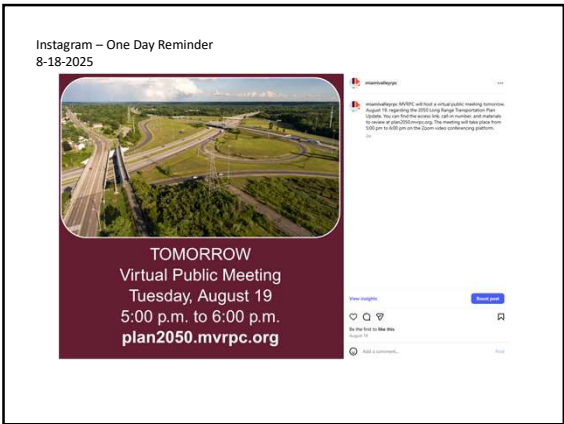 Instagram – One Day Reminder
8-18-2025
TOMORROW
Virtual Public Meeting
Tuesday, August 19
5:00 p.m. to 6:00 p.m.
plan2050.mvrpc.org
miamivalleyrpc
miamivalleyrpc MVRPC will host a virtual public meeting tomorrow,
August 19, regarding the 2050 Long Range Transportation Plan
Update. You can find the access link, call-in number, and materials
to review at plan2050.mvrpc.org. The meeting will take place from
5:00 pm to 6:00 pm on the Zoom video conferencing platform.
View insights
Boost post
Be the first to like this
Add a comment...
Post